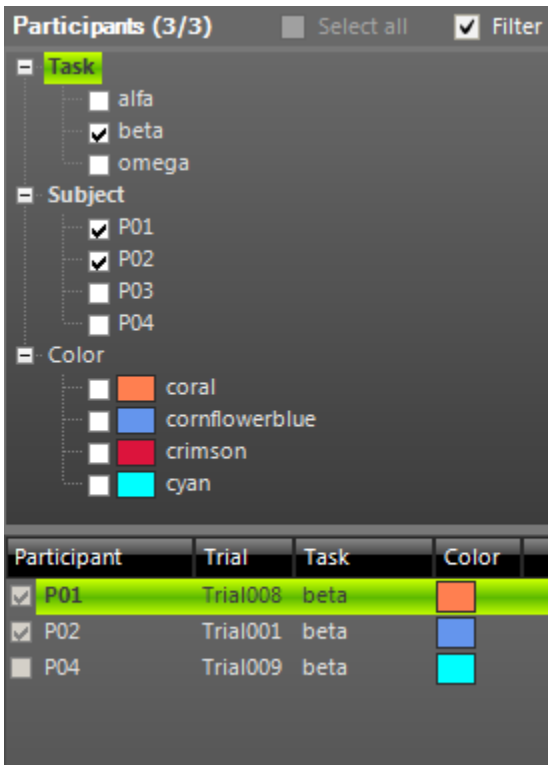 Participants (3/3) Select all Filter
Task
alfa
beta
omega
Subject
P01
P02
P03
P04
Color
coral
cornflowerblue
crimson
cyan
Participant Trial Task Color
P01 Trial008 beta
P02 Trial001 beta
P04 Trial009 beta